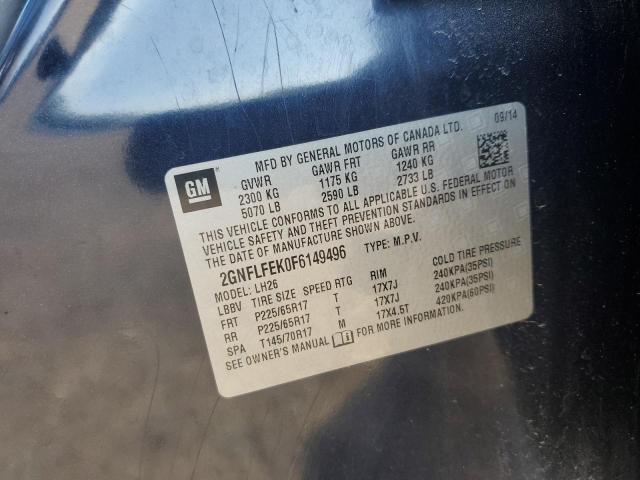 GM
MFD BY GENERAL MOTORS OF CANADA LTD. 09/14
GVWR GAWR FRT GAWR RR
2300 KG 1175 KG 1240 KG
5070 LB 2590 LB 2733 LB
THIS VEHICLE CONFORMS TO ALL APPLICABLE U.S. FEDERAL MOTOR
VEHICLE SAFETY AND THEFT PREVENTION STANDARDS IN EFFECT ON
THE DATE OF MANUFACTURE SHOWN ABOVE.
2GNFLFEK0F6149496 TYPE: M.P.V.
MODEL: LH26
LBBV TIRE SIZE SPEED RTG RIM COLD TIRE PRESSURE
FRT P225/65R17 T 17X7J 240KPA(35PSI)
RR P225/65R17 T 17X7J 240KPA(35PSI)
SPA T145/70R17 M 17X4.5T 420KPA(60PSI)
SEE OWNER'S MANUAL FOR MORE INFORMATION.